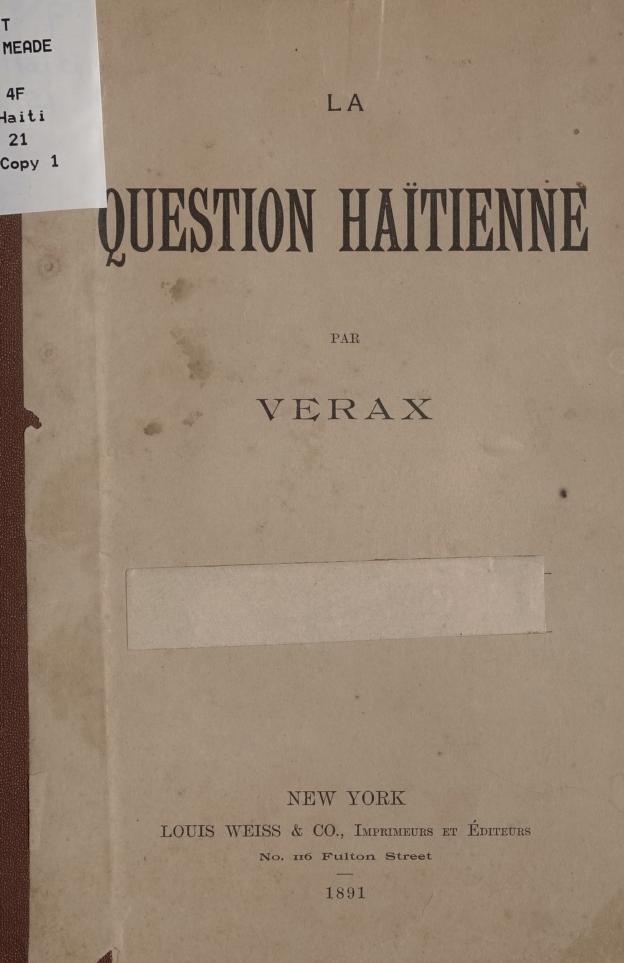 T
MEADE
4F
Haiti
21
Copy 1
LA
QUESTION HAÏTIENNE
PAR
VERAX
NEW YORK
LOUIS WEISS & CO., IMPRIMEURS ET ÉDITEURS
No. 116 Fulton Street
1891